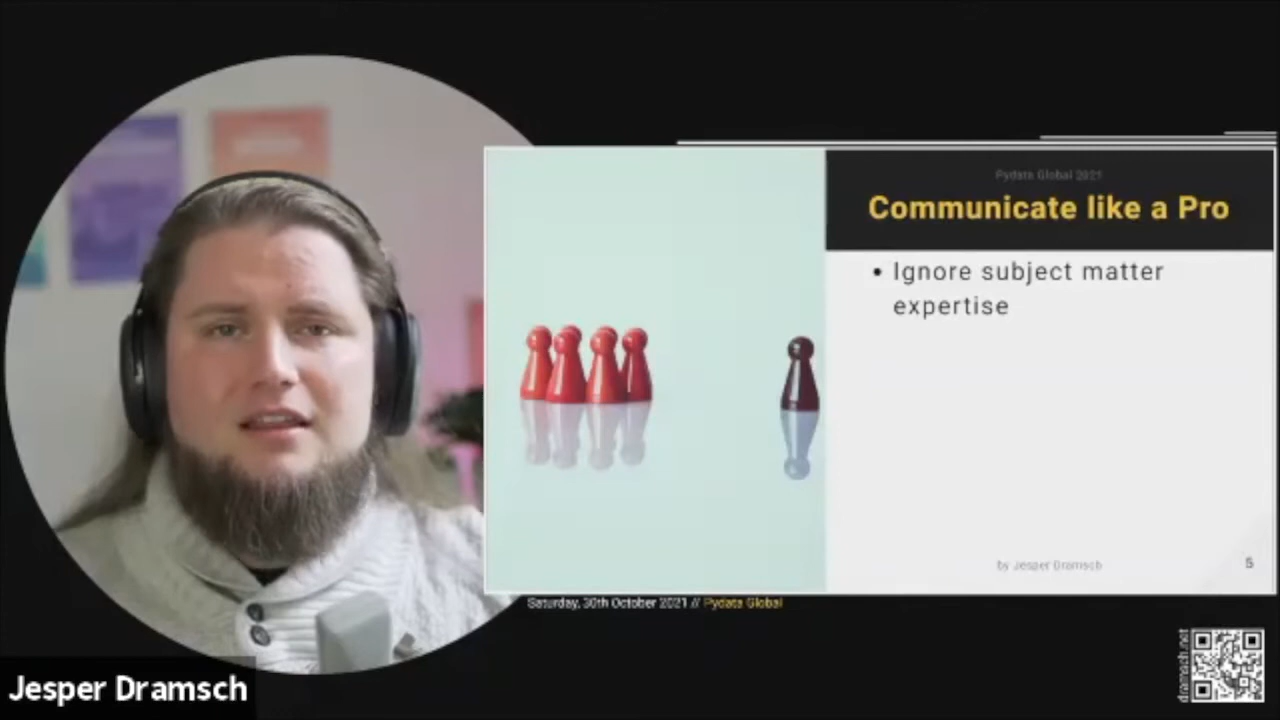 Pydata Global 2021
Communicate like a Pro
• Ignore subject matter
expertise
by Jesper Dramsch
5
Saturday, 30th October 2021 // Pydata Global
dramsch.net
Jesper Dramsch